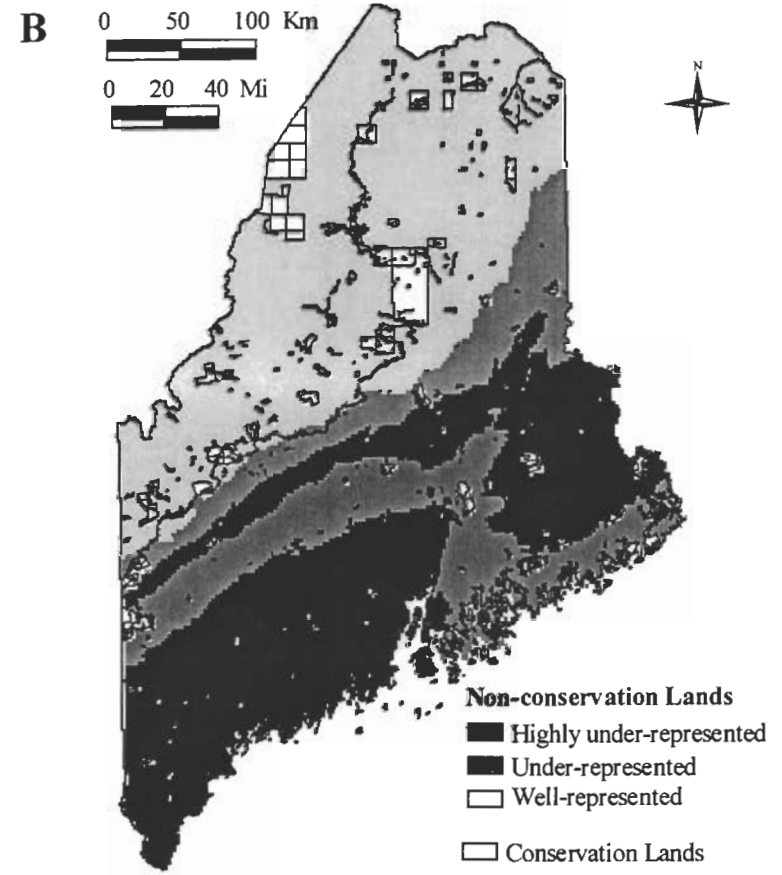 B
0 50 100 Km
0 20 40 Mi
N
Non-conservation Lands
Highly under-represented
Under-represented
Well-represented
Conservation Lands